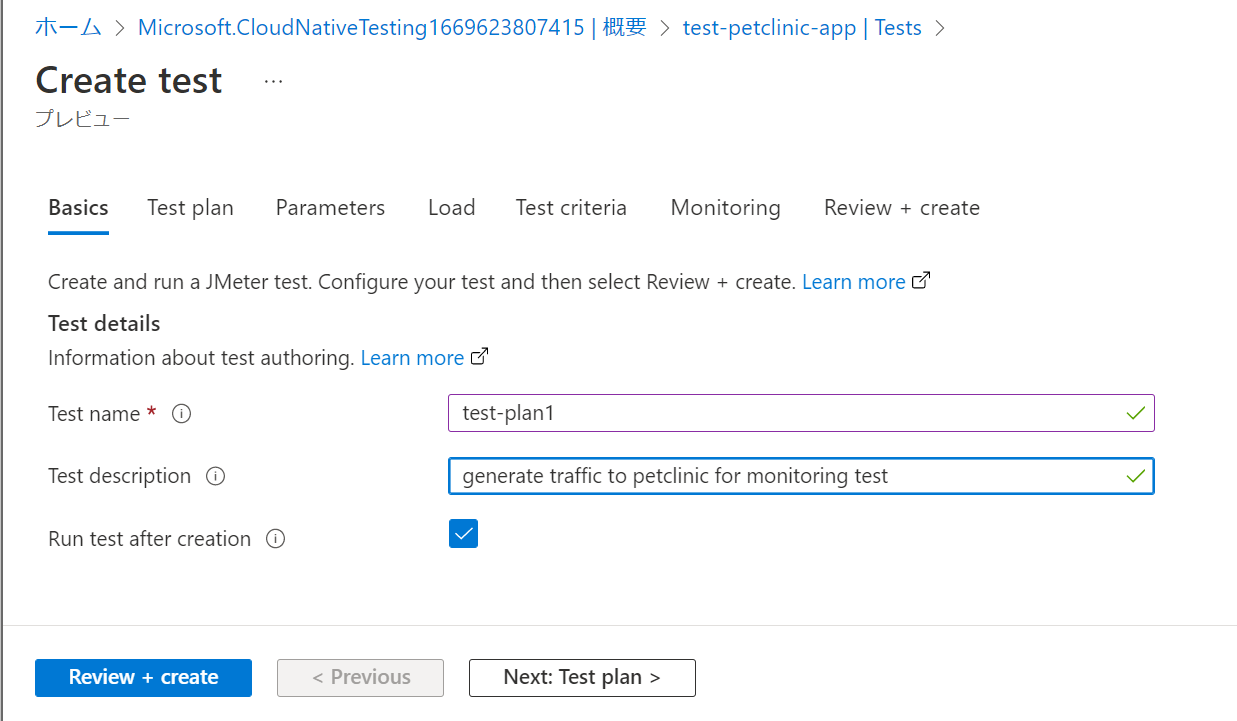 ホーム > Microsoft.CloudNativeTesting1669623807415 | 概要 > test-petclinic-app | Tests >
Create test ...
プレビュー
Basics Test plan Parameters Load Test criteria Monitoring Review + create
Create and run a JMeter test. Configure your test and then select Review + create. Learn more
Test details
Information about test authoring. Learn more
Test name * test-plan1
Test description generate traffic to petclinic for monitoring test
Run test after creation
Review + create < Previous Next: Test plan >